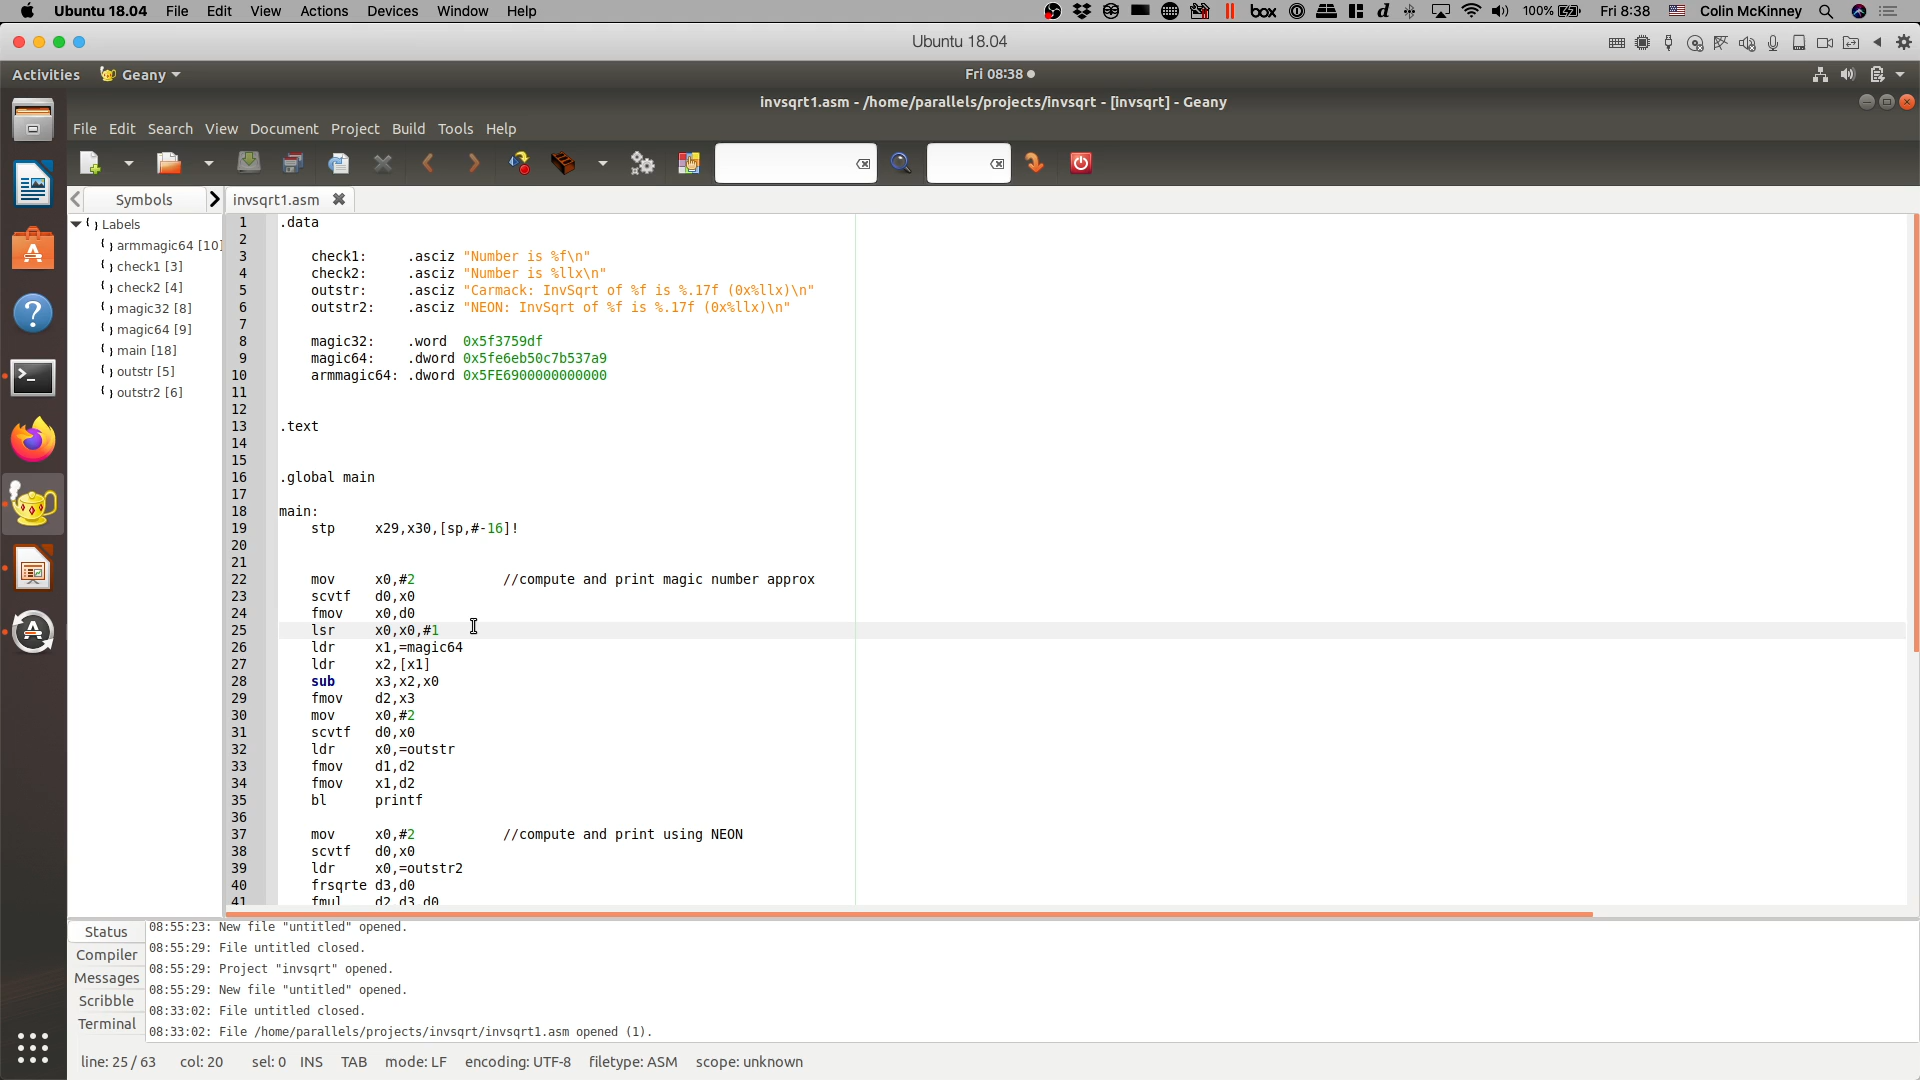 Ubuntu 18.04 File Edit View Actions Devices Window Help box d 100% Fri 8:38 Colin McKinney
Ubuntu 18.04
Activities Geany Fri 08:38
invsqrt1.asm - /home/parallels/projects/invsqrt - [invsqrt] - Geany
File Edit Search View Document Project Build Tools Help
Symbols invsqrt1.asm
Labels
armmagic64 [10]
check1 [3]
check2 [4]
magic32 [8]
magic64 [9]
main [18]
outstr [5]
outstr2 [6]
1 .data
2
3 check1: .asciz "Number is %f\n"
4 check2: .asciz "Number is %llx\n"
5 outstr: .asciz "Carmack: InvSqrt of %f is %.17f (0x%llx)\n"
6 outstr2: .asciz "NEON: InvSqrt of %f is %.17f (0x%llx)\n"
7
8 magic32: .word 0x5f3759df
9 magic64: .dword 0x5fe6eb50c7b537a9
10 armmagic64: .dword 0x5FE6900000000000
11
12
13 .text
14
15
16 .global main
17
18 main:
19 stp x29,x30,[sp,#-16]!
20
21
22 mov x0,#2 //compute and print magic number approx
23 scvtf d0,x0
24 fmov x0,d0
25 lsr x0,x0,#1
26 ldr x1,=magic64
27 ldr x2,[x1]
28 sub x3,x2,x0
29 fmov d2,x3
30 mov x0,#2
31 scvtf d0,x0
32 ldr x0,=outstr
33 fmov d1,d2
34 fmov x1,d2
35 bl printf
36
37 mov x0,#2 //compute and print using NEON
38 scvtf d0,x0
39 ldr x0,=outstr2
40 frsqrte d3,d0
41 fmul d2,d3,d0
Status
Compiler
Messages
Scribble
Terminal
08:55:23: New file "untitled" opened.
08:55:29: File untitled closed.
08:55:29: Project "invsqrt" opened.
08:55:29: New file "untitled" opened.
08:33:02: File untitled closed.
08:33:02: File /home/parallels/projects/invsqrt/invsqrt1.asm opened (1).
line: 25 / 63 col: 20 sel: 0 INS TAB mode: LF encoding: UTF-8 filetype: ASM scope: unknown